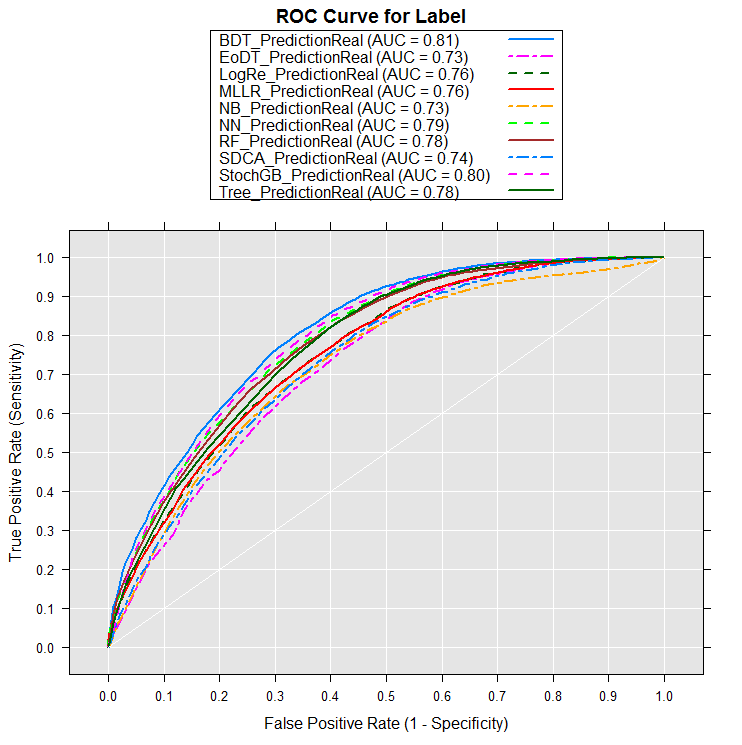 ROC Curve for Label
BDT_PredictionReal (AUC = 0.81)
EoDT_PredictionReal (AUC = 0.73)
LogRe_PredictionReal (AUC = 0.76)
MLLR_PredictionReal (AUC = 0.76)
NB_PredictionReal (AUC = 0.73)
NN_PredictionReal (AUC = 0.79)
RF_PredictionReal (AUC = 0.78)
SDCA_PredictionReal (AUC = 0.74)
StochGB_PredictionReal (AUC = 0.80)
Tree_PredictionReal (AUC = 0.78)
True Positive Rate (Sensitivity)
1.0
0.9
0.8
0.7
0.6
0.5
0.4
0.3
0.2
0.1
0.0
0.0 0.1 0.2 0.3 0.4 0.5 0.6 0.7 0.8 0.9 1.0
False Positive Rate (1 - Specificity)